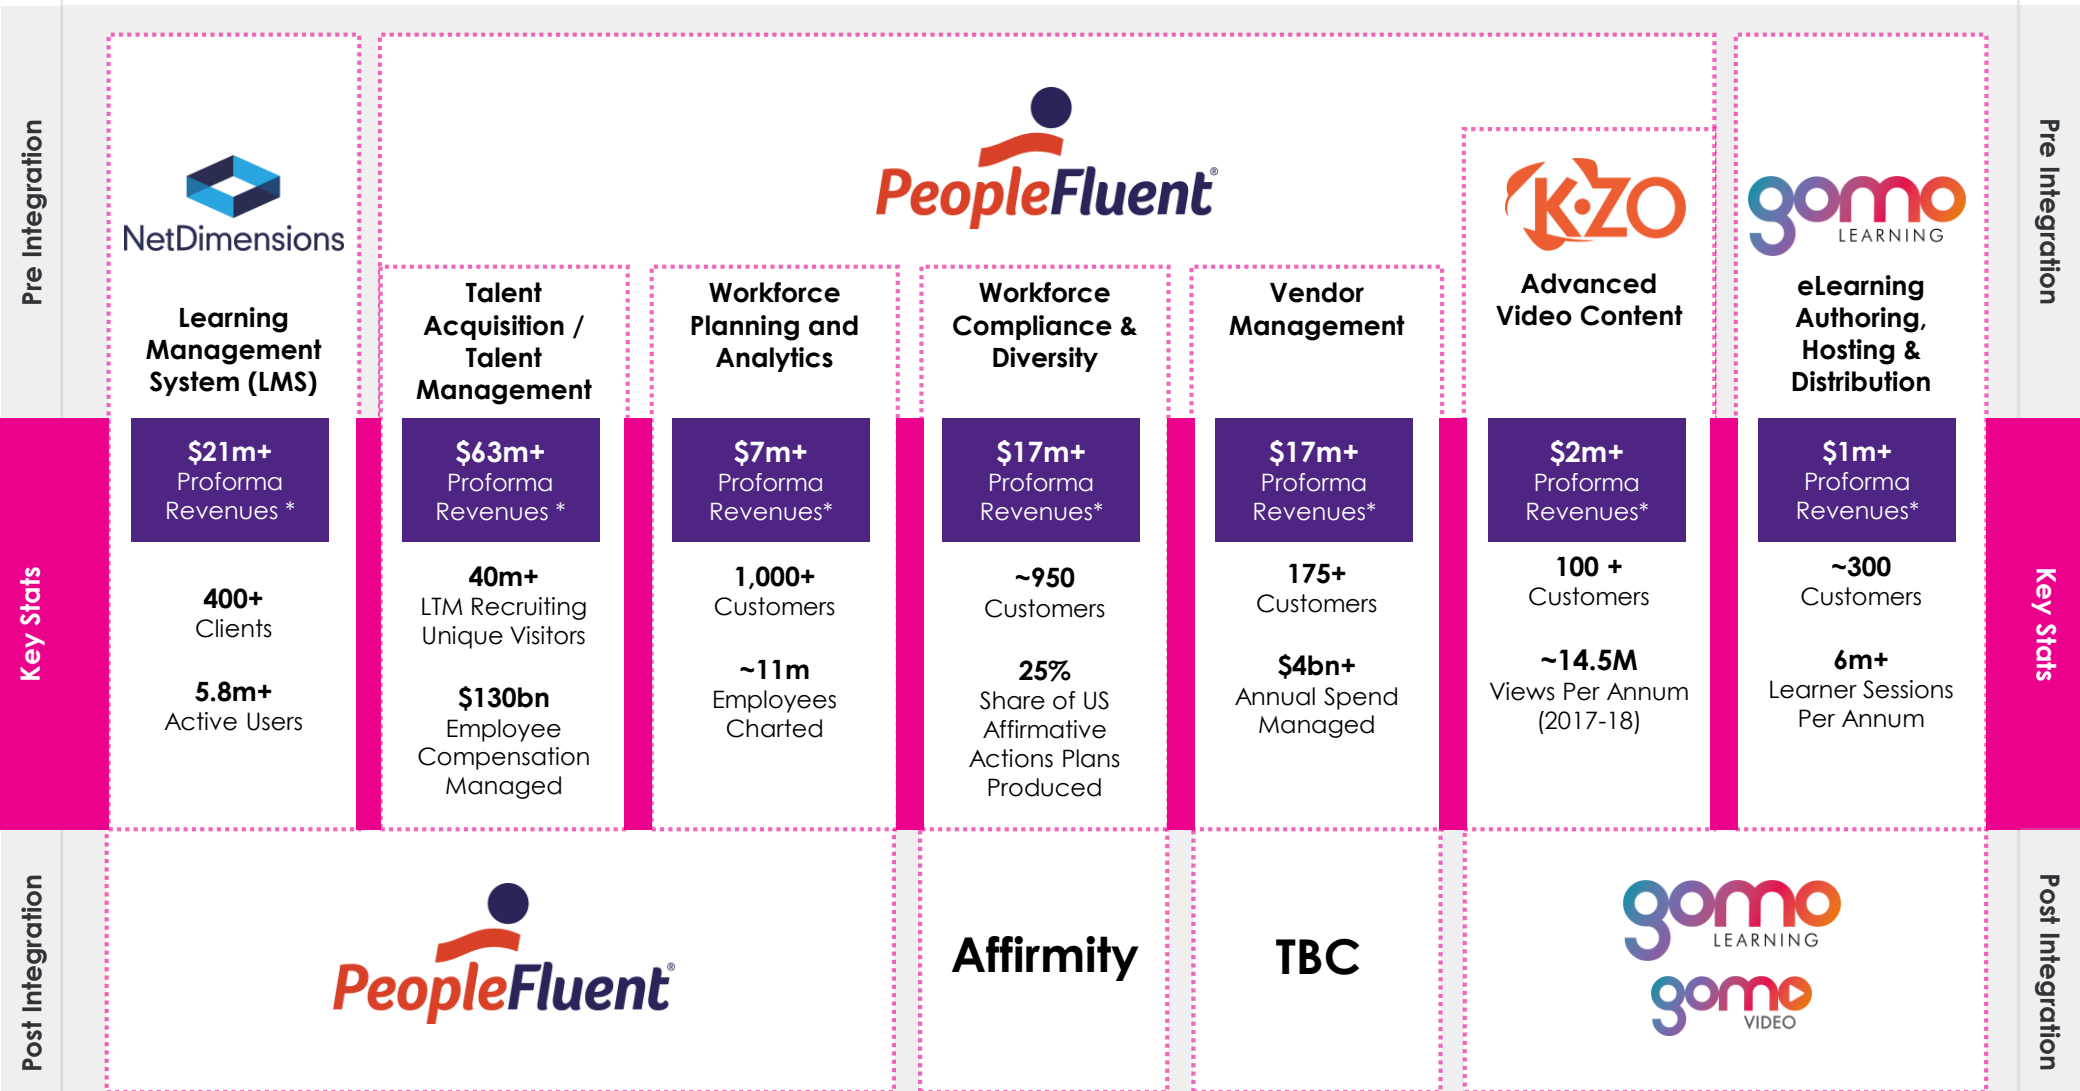 Pre Integration
NetDimensions
Learning
Management
System (LMS)
PeopleFluent®
Talent
Acquisition /
Talent
Management
Workforce
Planning and
Analytics
Workforce
Compliance &
Diversity
Vendor
Management
K·ZO
Advanced
Video Content
gomo
LEARNING
eLearning
Authoring,
Hosting &
Distribution
Pre Integration
Key Stats
$21m+
Proforma
Revenues *
400+
Clients
5.8m+
Active Users
$63m+
Proforma
Revenues *
40m+
LTM Recruiting
Unique Visitors
$130bn
Employee
Compensation
Managed
$7m+
Proforma
Revenues*
1,000+
Customers
~11m
Employees
Charted
$17m+
Proforma
Revenues*
~950
Customers
25%
Share of US
Affirmative
Actions Plans
Produced
$17m+
Proforma
Revenues*
175+
Customers
$4bn+
Annual Spend
Managed
$2m+
Proforma
Revenues*
100 +
Customers
~14.5M
Views Per Annum
(2017-18)
$1m+
Proforma
Revenues*
~300
Customers
6m+
Learner Sessions
Per Annum
Key Stats
Post Integration
PeopleFluent®
Affirmity
TBC
gomo
LEARNING
gomo
VIDEO
Post Integration